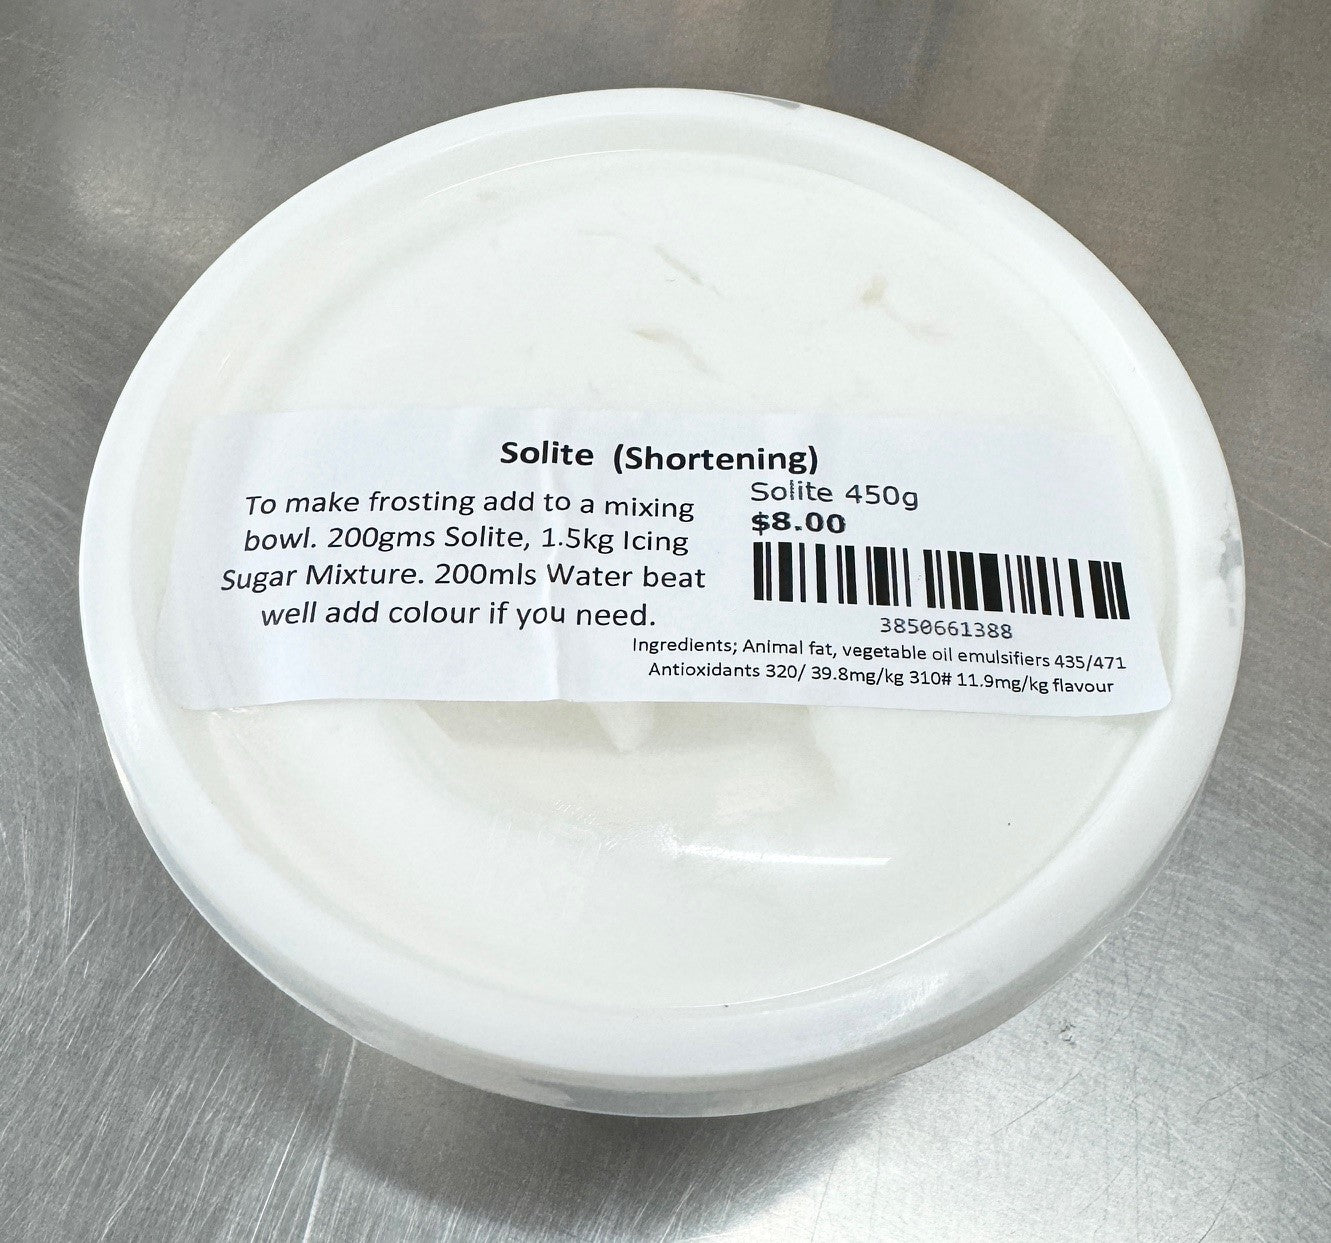 Solite (Shortening)
To make frosting add to a mixing
bowl. 200gms Solite, 1.5kg Icing
Sugar Mixture. 200mls Water beat
well add colour if you need.
Solite 450g
$8.00
3850661388
Ingredients; Animal fat, vegetable oil emulsifiers 435/471
Antioxidants 320/ 39.8mg/kg 310# 11.9mg/kg flavour